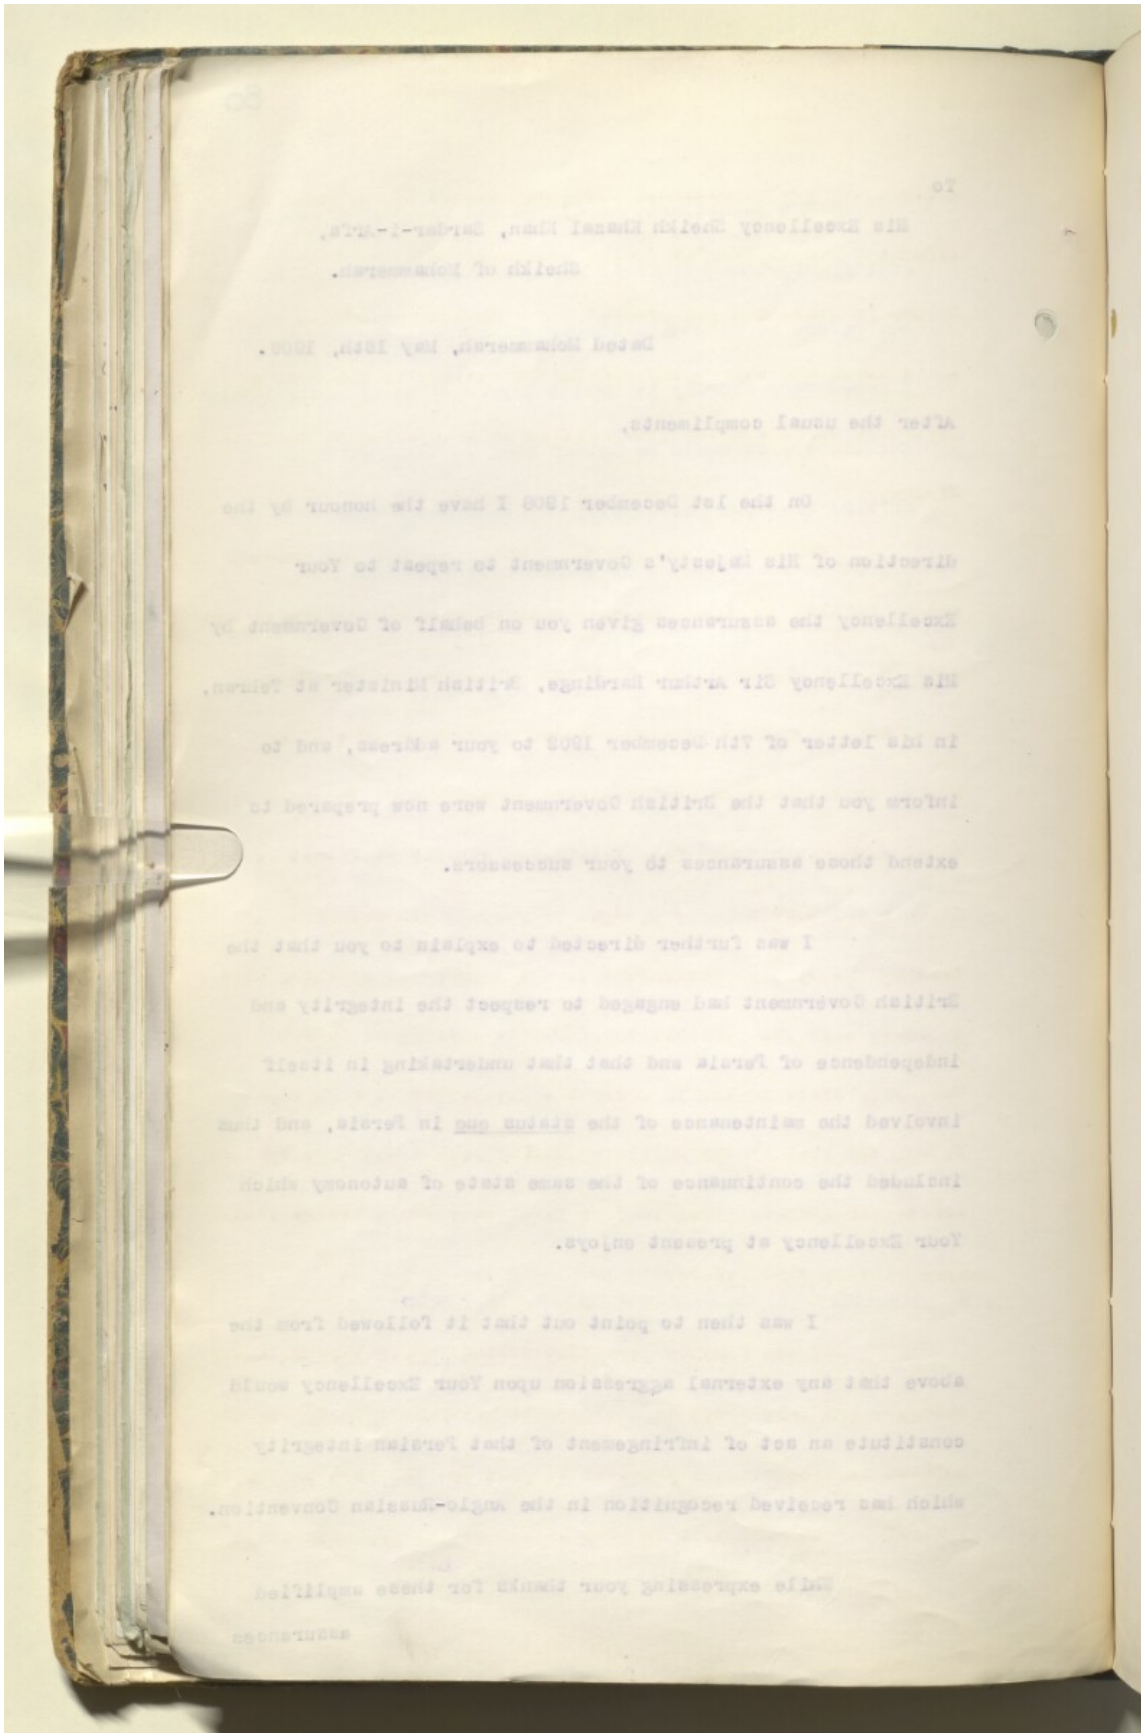 To
His Excellency Sheikh Khazal Khan, Sardar-i-Arfa,
Sheikh of Mohammerah.
Dated Mohammerah, May 16th, 1909.
After the usual compliments,
On the 1st December 1908 I have the honour by the
direction of His Majesty's Government to repeat to Your
Excellency the assurances given you on behalf of Government by
His Excellency Sir Arthur Hardinge, British Minister at Tehran,
in his letter of 7th December 1902 to your address, and to
inform you that the British Government were now prepared to
extend those assurances to your successors.
I was further directed to explain to you that the
British Government had engaged to respect the integrity and
independence of Persia and that that undertaking in itself
involved the maintenance of the status quo in Persia, and thus
included the continuance of the same state of autonomy which
Your Excellency at present enjoys.
I was then to point out that it followed from the
above that any external aggression upon Your Excellency would
constitute an act of infringement of that Persian integrity
which has received recognition in the Anglo-Russian Convention.
While expressing your thanks for these amplified
assurances